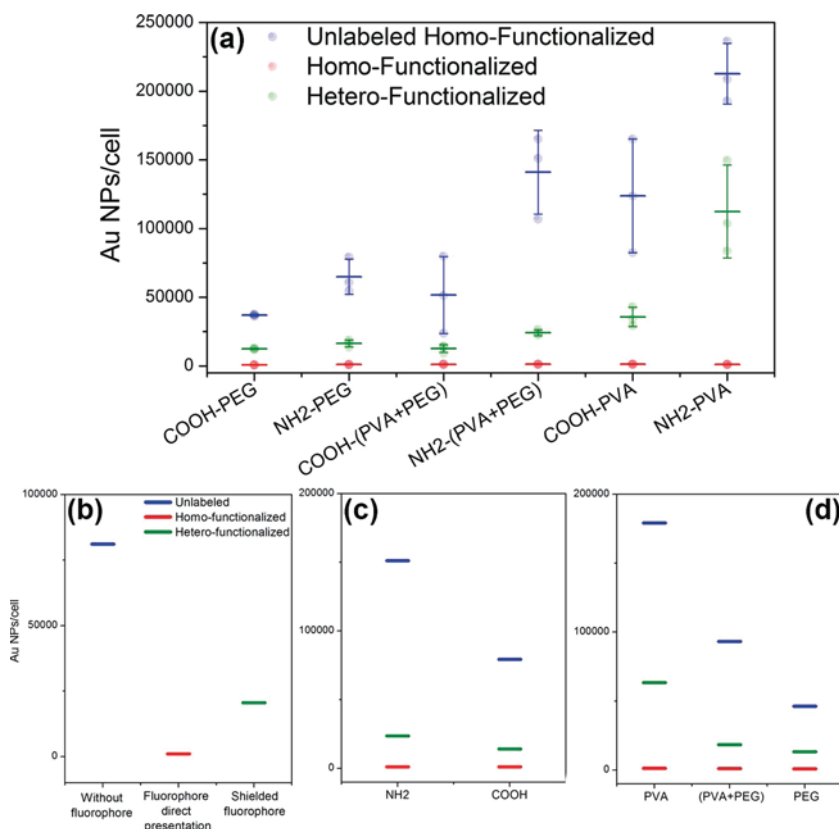 (a)
Unlabeled Homo-Functionalized
Homo-Functionalized
Hetero-Functionalized
Au NPs/cell
250000
200000
150000
100000
50000
0
COOH-PEG
NH2-PEG
COOH-(PVA+PEG)
NH2-(PVA+PEG)
COOH-PVA
NH2-PVA
(b)
Unlabeled
Homo-functionalized
Hetero-functionalized
Au NPs/cell
100000
50000
0
Without
fluorophore
Fluorophore
direct
presentation
Shielded
fluorophore
(c)
200000
100000
0
NH2
COOH
(d)
200000
100000
0
PVA
(PVA+PEG)
PEG